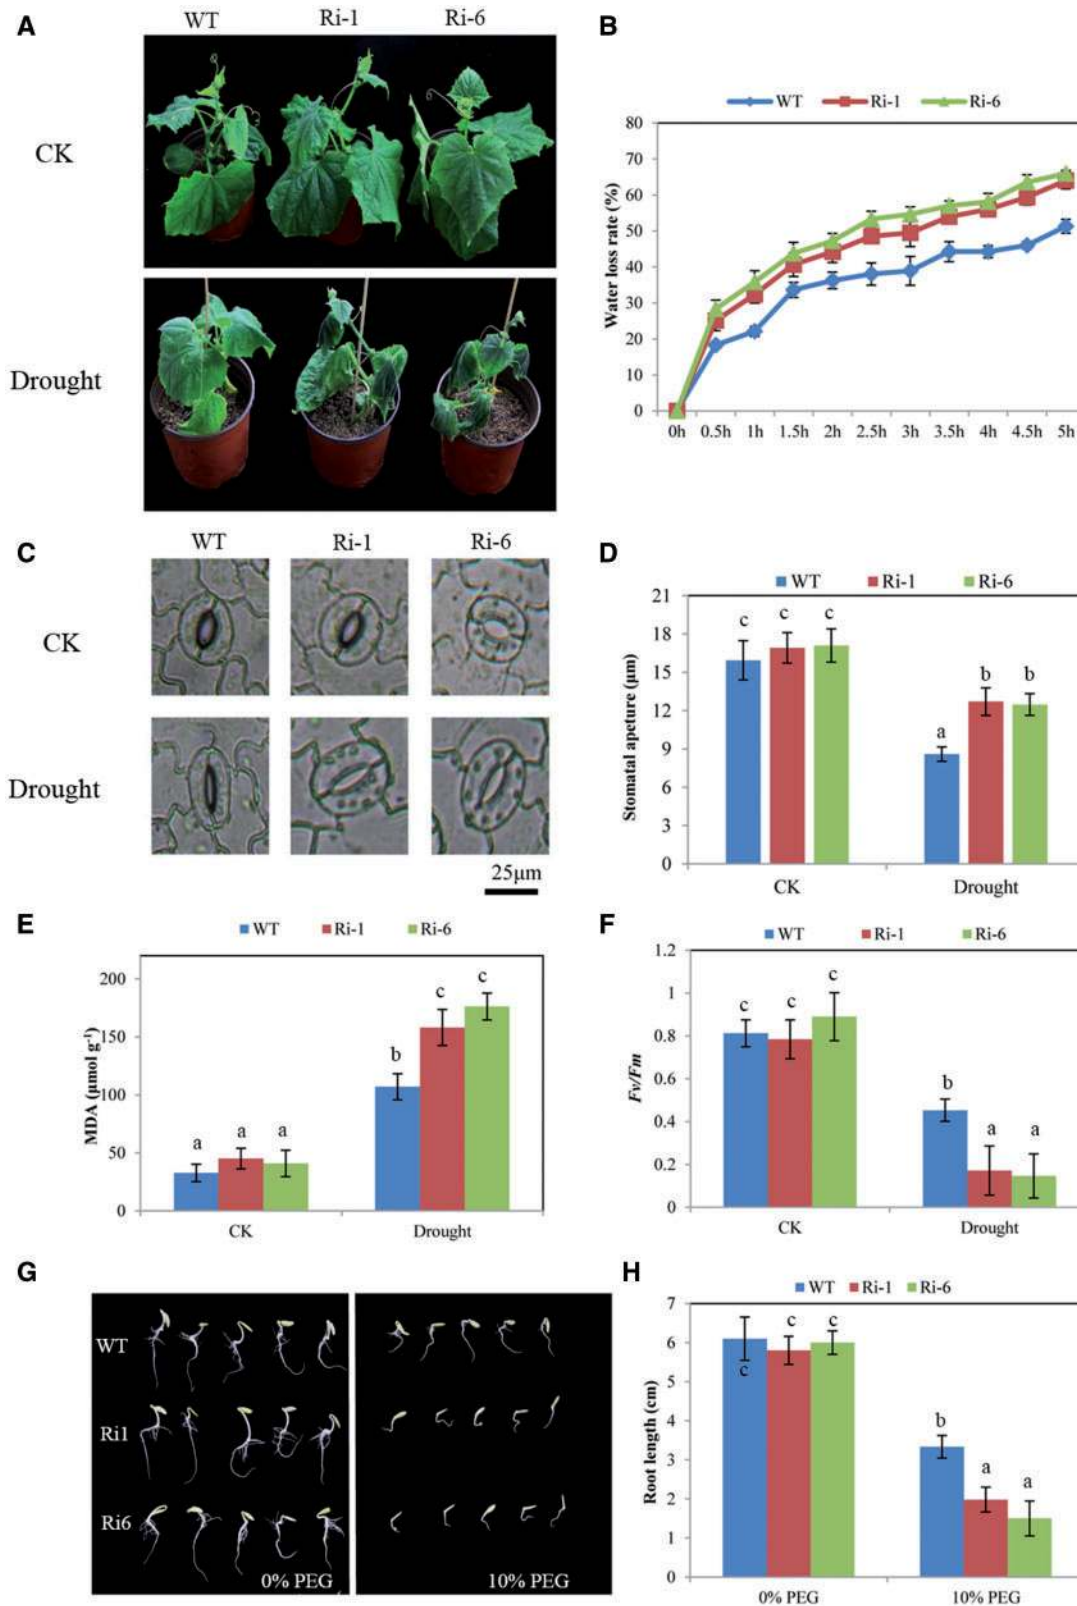 A
WT Ri-1 Ri-6
CK
Drought
B
WT Ri-1 Ri-6
Water loss rate (%)
80
70
60
50
40
30
20
10
0
0h 0.5h 1h 1.5h 2h 2.5h 3h 3.5h 4h 4.5h 5h
C
WT Ri-1 Ri-6
CK
Drought
25μm
D
WT Ri-1 Ri-6
Stomatal apeture (μm)
21
18
15
12
9
6
3
0
c c c
a b b
CK Drought
E
WT Ri-1 Ri-6
MDA (μmol g⁻¹)
200
150
100
50
0
a a a
b c c
CK Drought
F
WT Ri-1 Ri-6
Fv/Fm
1.2
1
0.8
0.6
0.4
0.2
0
c c c
b a a
CK Drought
G
WT
Ri1
Ri6
0% PEG 10% PEG
H
WT Ri-1 Ri-6
Root length (cm)
7
6
5
4
3
2
1
0
c c c
b a a
0% PEG 10% PEG